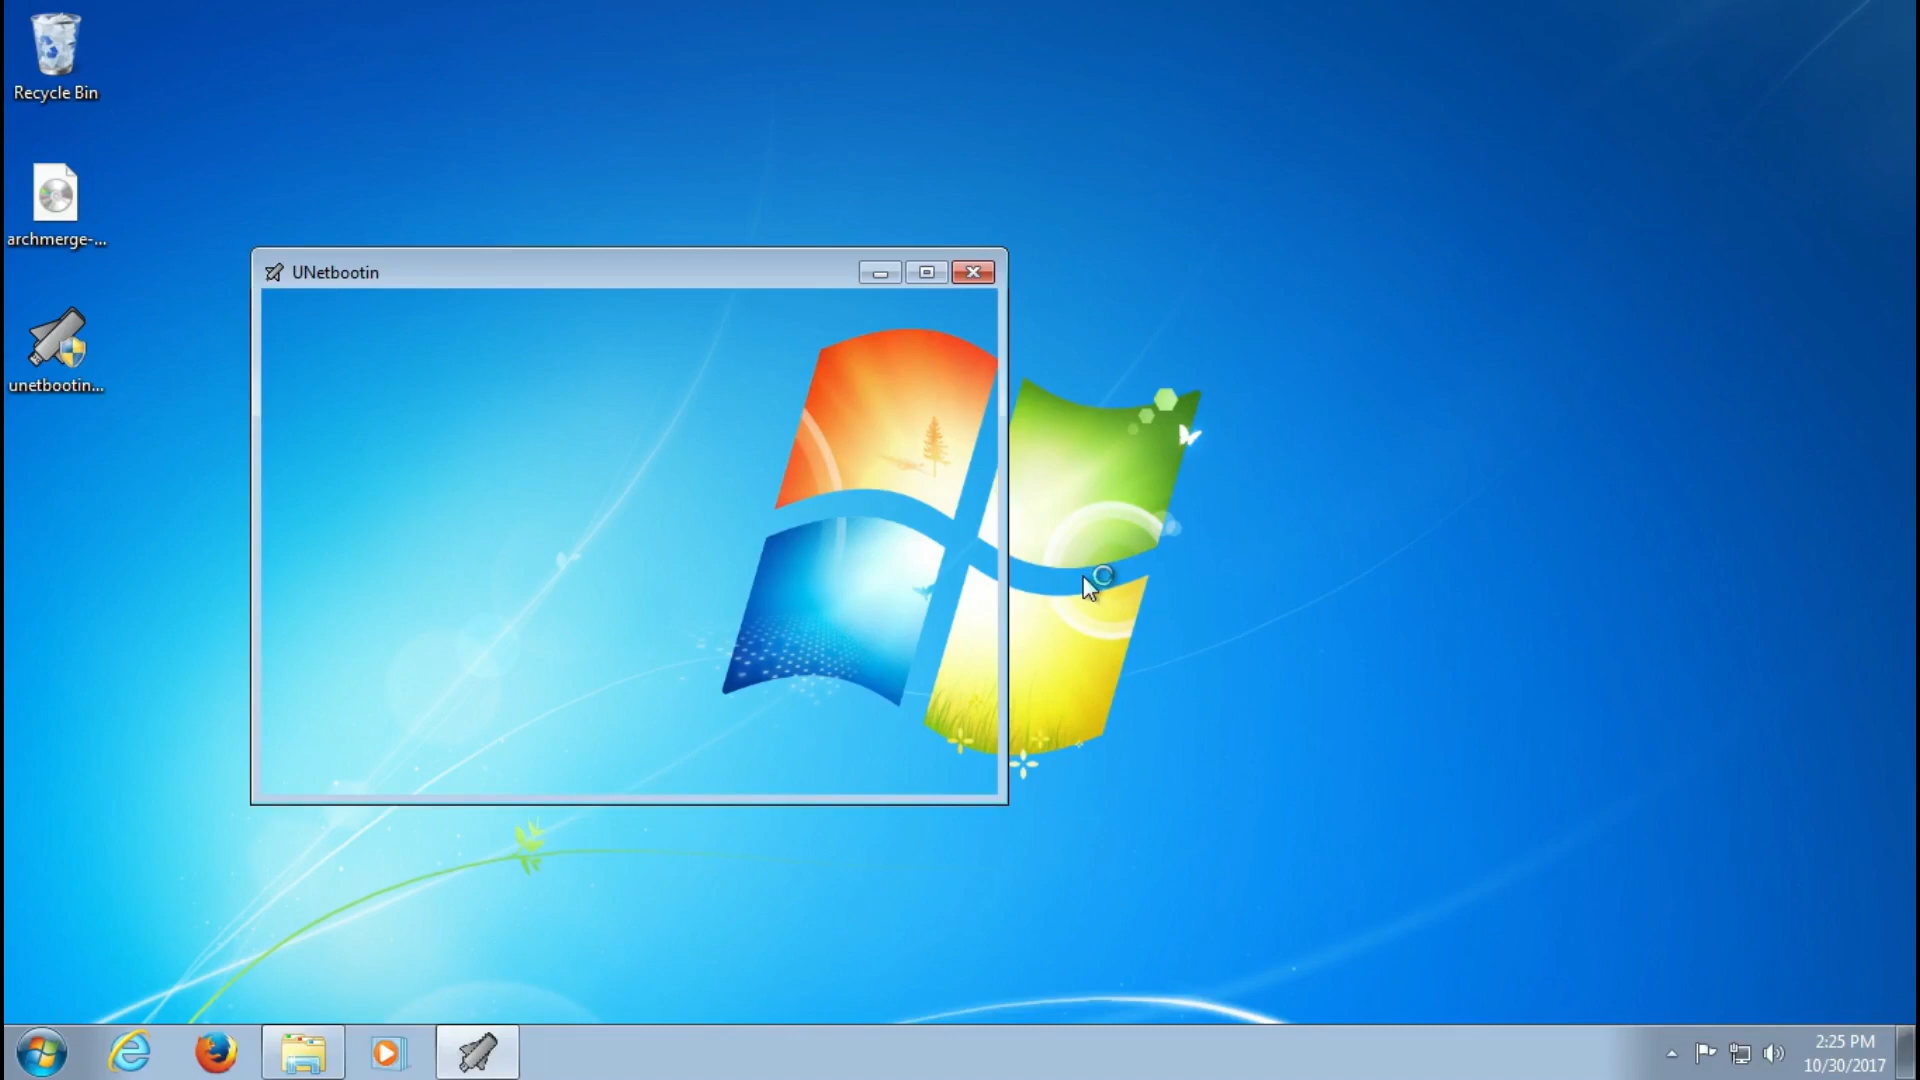 Recycle Bin
archmerge-...
unetbootin...
UNetbootin
2:25 PM
10/30/2017